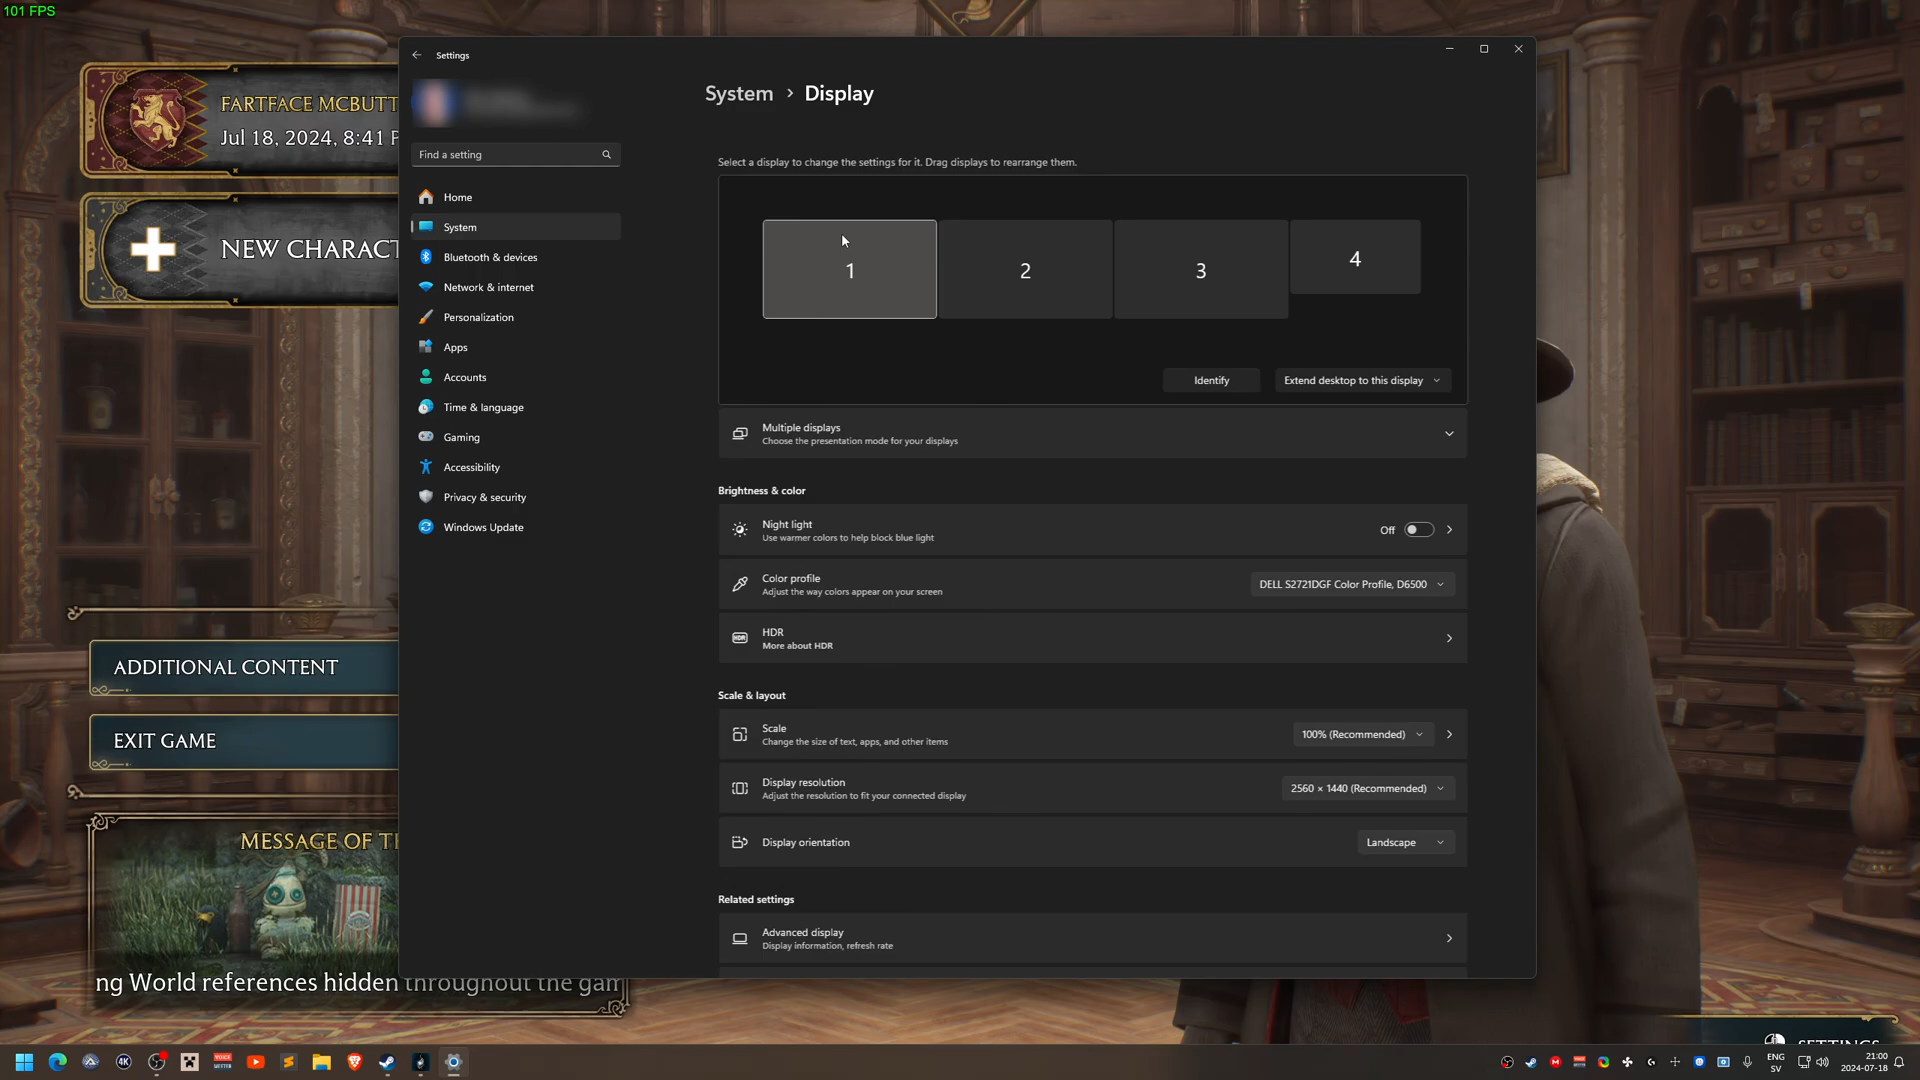 101 FPS
FARTFACE MCBUTT
Jul 18, 2024, 8:41 P
NEW CHARACT
ADDITIONAL CONTENT
EXIT GAME
MESSAGE OF TH
ng World references hidden throughout the gam
Settings
Find a setting
Home
System
Bluetooth & devices
Network & internet
Personalization
Apps
Accounts
Time & language
Gaming
Accessibility
Privacy & security
Windows Update
System > Display
Select a display to change the settings for it. Drag displays to rearrange them.
1
2
3
4
Identify
Extend desktop to this display
Multiple displays
Choose the presentation mode for your displays
Brightness & color
Night light
Use warmer colors to help block blue light
Off
Color profile
Adjust the way colors appear on your screen
DELL S2721DGF Color Profile, D6500
HDR
HDR
More about HDR
Scale & layout
Scale
Change the size of text, apps, and other items
100% (Recommended)
Display resolution
Adjust the resolution to fit your connected display
2560 × 1440 (Recommended)
Display orientation
Landscape
Related settings
Advanced display
Display information, refresh rate
SETTINGS
4K
ENG
SV
21:00
2024-07-18